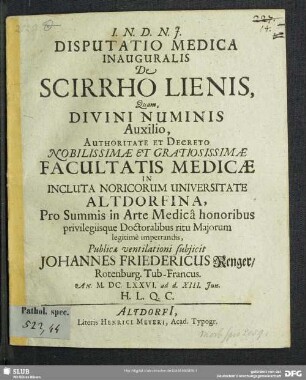 I. N. D. N. J.
DISPUTATIO MEDICA
INAUGURALIS
De
SCIRRHO LIENIS,
Quam,
DIVINI NUMINIS
Auxilio,
AUTHORITATE ET DECRETO
NOBILISSIMÆ ET GRATIOSISSIMÆ
FACULTATIS MEDICÆ
IN
INCLUTA NORICORUM UNIVERSITATE
ALTDORFINA,
Pro Summis in Arte Medicâ honoribus
privilegiisque Doctoralibus ritu Majorum
legitimè impetrandis,
Publicæ ventilationi subjicit
JOHANNES FRIEDERICUS Renger/
Rotenburg. Tub-Francus.
An. M DC LXXVI. ad d. XIII. Jun.
H. L. Q. C.
ALTDORFI,
Literis HENRICI MEYERI, Acad. Typogr.
Pathol. spec.
522,44
SLUB
DFG